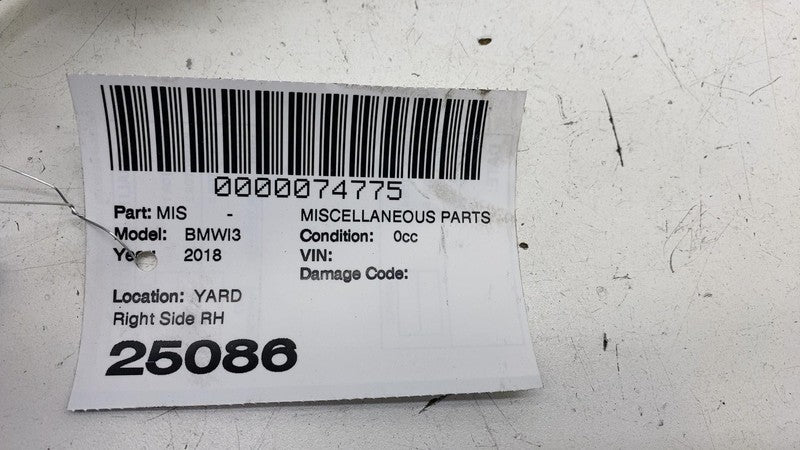 0000074775
Part: MIS - MISCELLANEOUS PARTS
Model: BMWI3 Condition: 0cc
Year: 2018 VIN:
Damage Code:
Location: YARD
Right Side RH
25086